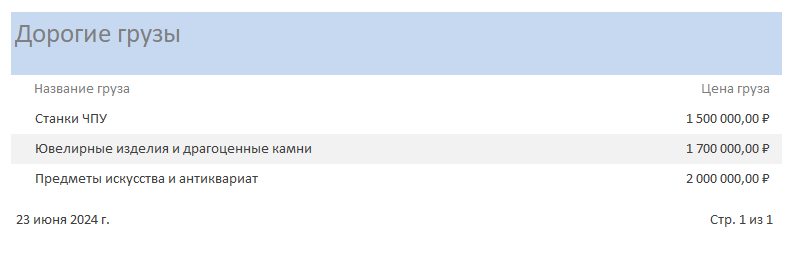 Дорогие грузы
Название груза Цена груза
Станки ЧПУ 1 500 000,00 ₽
Ювелирные изделия и драгоценные камни 1 700 000,00 ₽
Предметы искусства и антиквариат 2 000 000,00 ₽
23 июня 2024 г. Стр. 1 из 1